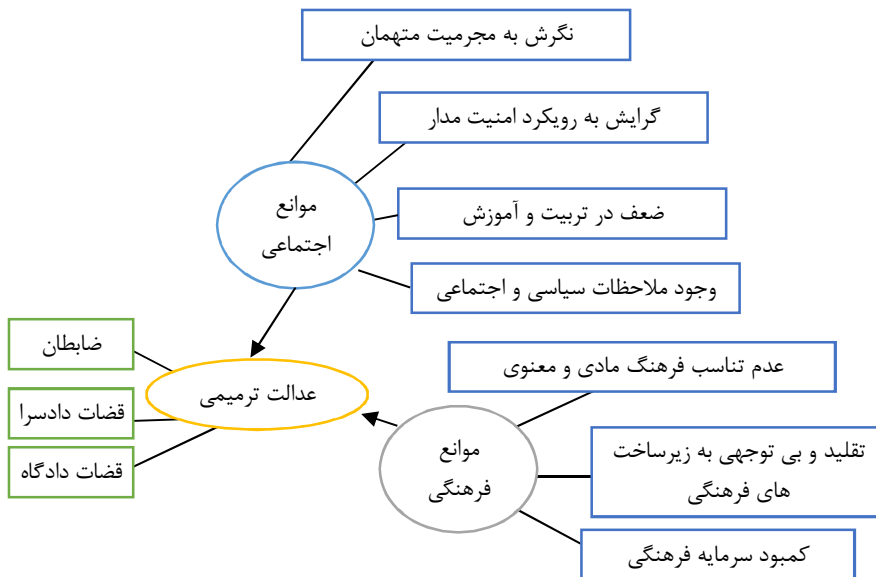 نگرش به مجرمیت متهمان
گرایش به رویکرد امنیت مدار
موانع
اجتماعی
ضعف در تربیت و آموزش
وجود ملاحظات سیاسی و اجتماعی
ضابطان
عدالت ترمیمی
عدم تناسب فرهنگ مادی و معنوی
قضات دادسرا
موانع
فرهنگی
تقلید و بی توجهی به زیرساخت
های فرهنگی
قضات دادگاه
کمبود سرمایه فرهنگی